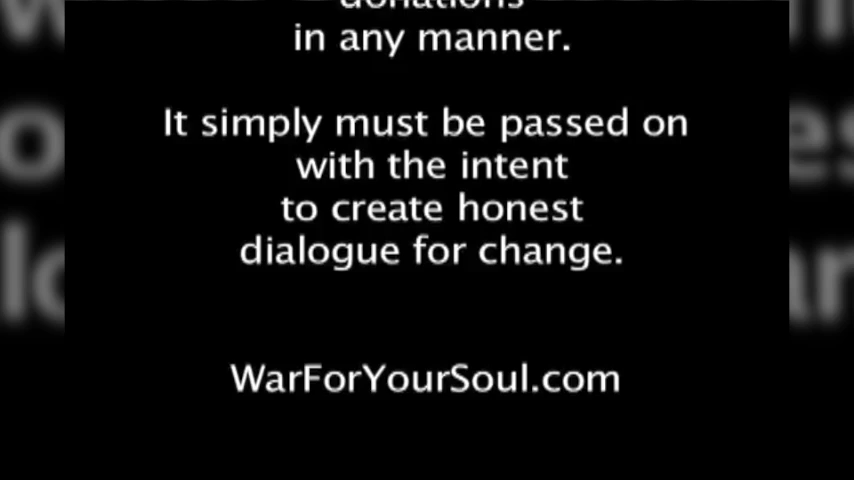 donations
in any manner.
It simply must be passed on
with the intent
to create honest
dialogue for change.
WarForYourSoul.com